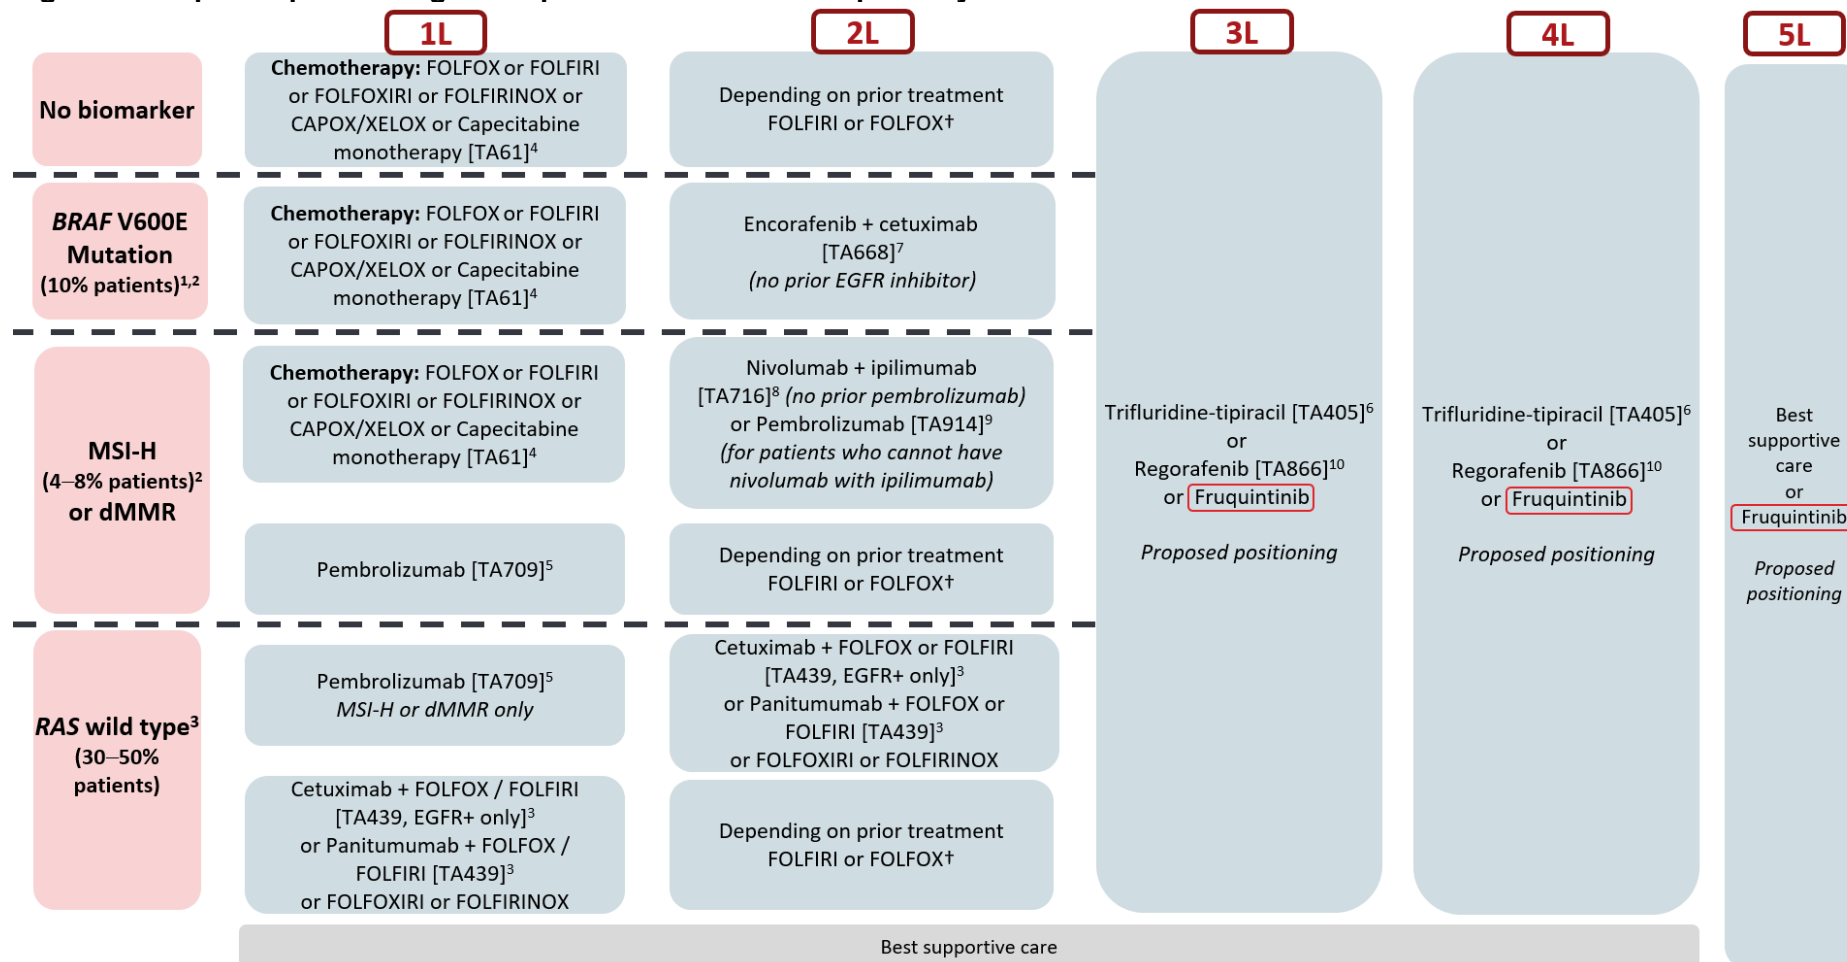 1L
2L
3L
4L
5L
No biomarker
Chemotherapy: FOLFOX or FOLFIRI
or FOLFOXIRI or FOLFIRINOX or
CAPOX/XELOX or Capecitabine
monotherapy [TA61]⁴
Depending on prior treatment
FOLFIRI or FOLFOX†
BRAF V600E
Mutation
(10% patients)¹,²
Chemotherapy: FOLFOX or FOLFIRI
or FOLFOXIRI or FOLFIRINOX or
CAPOX/XELOX or Capecitabine
monotherapy [TA61]⁴
Encorafenib + cetuximab
[TA668]⁷
(no prior EGFR inhibitor)
MSI-H
(4–8% patients)²
or dMMR
Chemotherapy: FOLFOX or FOLFIRI
or FOLFOXIRI or FOLFIRINOX or
CAPOX/XELOX or Capecitabine
monotherapy [TA61]⁴
Nivolumab + ipilimumab
[TA716]⁸ (no prior pembrolizumab)
or Pembrolizumab [TA914]⁹
(for patients who cannot have
nivolumab with ipilimumab)
Pembrolizumab [TA709]⁵
Depending on prior treatment
FOLFIRI or FOLFOX†
RAS wild type³
(30–50%
patients)
Pembrolizumab [TA709]⁵
MSI-H or dMMR only
Cetuximab + FOLFOX or FOLFIRI
[TA439, EGFR+ only]³
or Panitumumab + FOLFOX or
FOLFIRI [TA439]³
or FOLFOXIRI or FOLFIRINOX
Cetuximab + FOLFOX / FOLFIRI
[TA439, EGFR+ only]³
or Panitumumab + FOLFOX /
FOLFIRI [TA439]³
or FOLFOXIRI or FOLFIRINOX
Depending on prior treatment
FOLFIRI or FOLFOX†
Trifluridine-tipiracil [TA405]⁶
or
Regorafenib [TA866]¹⁰
or Fruquintinib
Proposed positioning
Trifluridine-tipiracil [TA405]⁶
or
Regorafenib [TA866]¹⁰
or Fruquintinib
Proposed positioning
Best
supportive
care
or
Fruquintinib
Proposed
positioning
Best supportive care